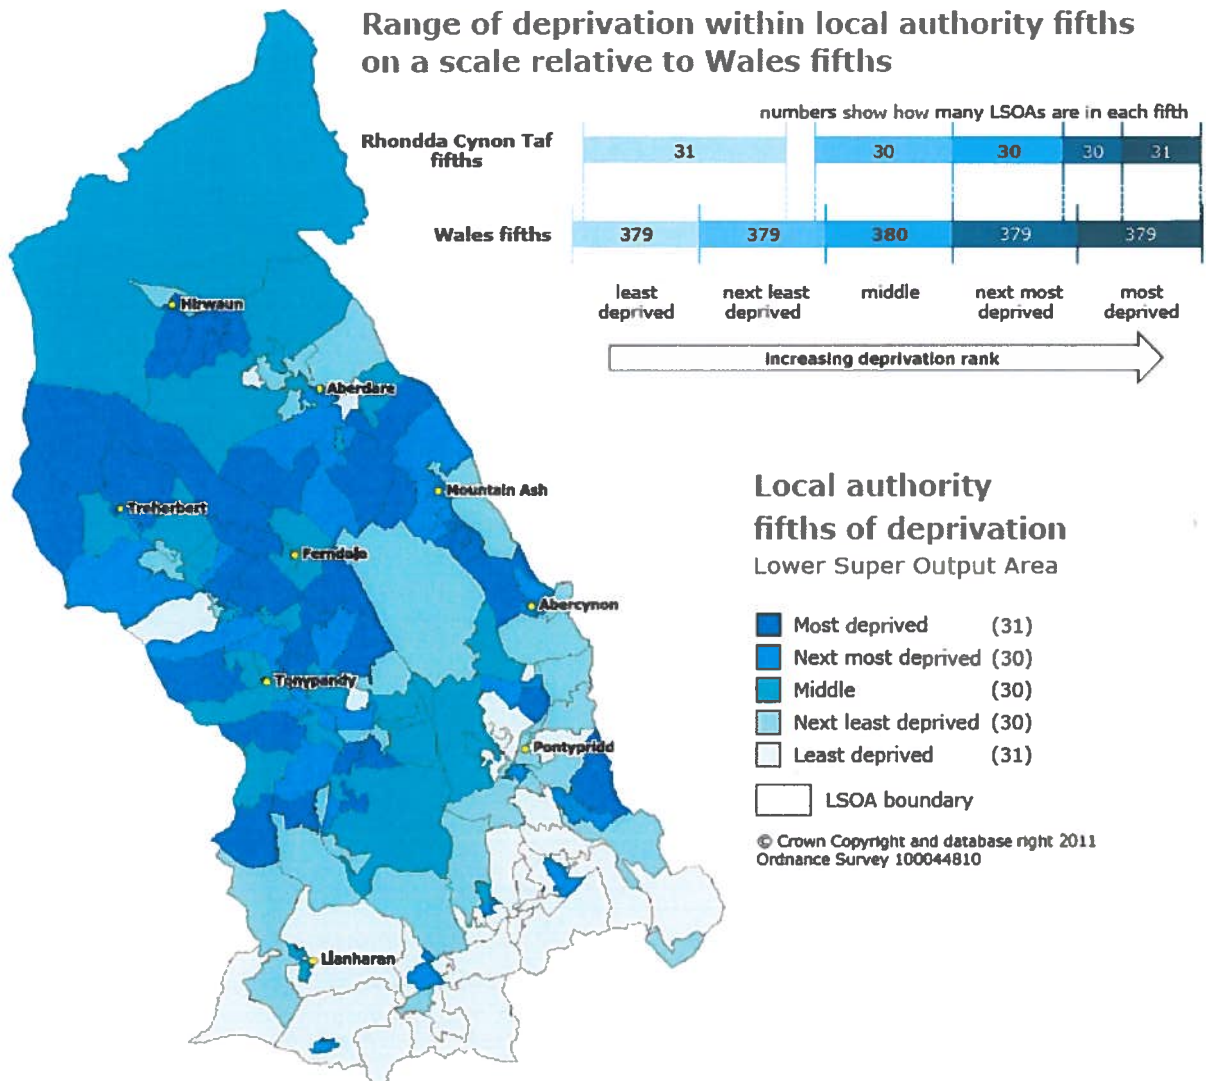 Range of deprivation within local authority fifths
on a scale relative to Wales fifths
numbers show how many LSOAs are in each fifth
Rhondda Cynon Taf
fifths
31 30 30 30 31
Wales fifths
379 379 380 379 379
least
deprived
next least
deprived
middle
next most
deprived
most
deprived
increasing deprivation rank
Hirwaun
Aberdare
Mountain Ash
Treherbert
Ferndale
Abercynon
Tonypandy
Pontypridd
Llanharan
Local authority
fifths of deprivation
Lower Super Output Area
Most deprived (31)
Next most deprived (30)
Middle (30)
Next least deprived (30)
Least deprived (31)
LSOA boundary
© Crown Copyright and database right 2011
Ordnance Survey 100044810